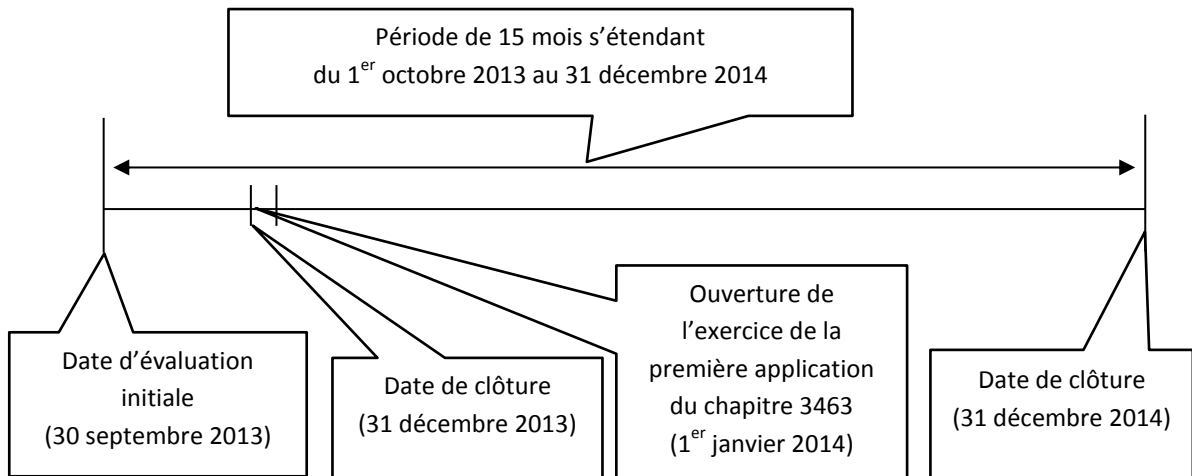 Période de 15 mois s’étendant
du 1er octobre 2013 au 31 décembre 2014
Date d’évaluation
initiale
(30 septembre 2013)
Date de clôture
(31 décembre 2013)
Ouverture de
l’exercice de la
première application
du chapitre 3463
(1er janvier 2014)
Date de clôture
(31 décembre 2014)